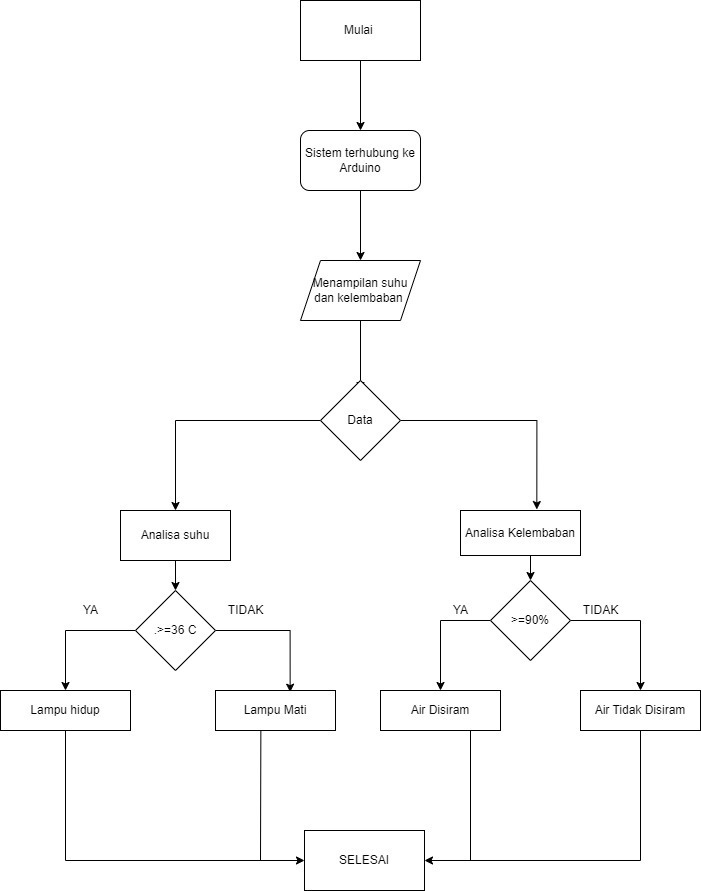 Mulai
Sistem terhubung ke
Arduino
Menampilan suhu
dan kelembaban
Data
Analisa suhu
Analisa Kelembaban
YA
.>=36 C
TIDAK
YA
>=90%
TIDAK
Lampu hidup
Lampu Mati
Air Disiram
Air Tidak Disiram
SELESAI